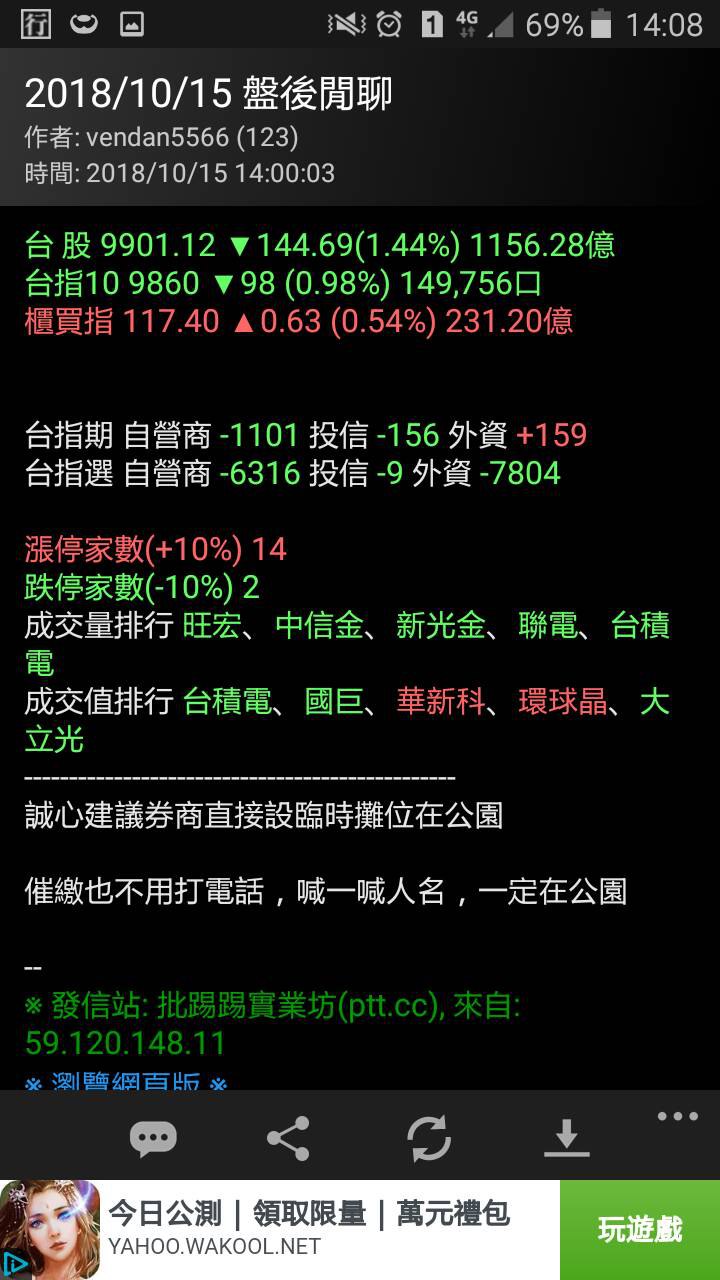 行 1 4G 69% 14:08
2018/10/15 盤後閒聊
作者: vendan5566 (123)
時間: 2018/10/15 14:00:03
台 股 9901.12 ▼144.69(1.44%) 1156.28億
台指10 9860 ▼98 (0.98%) 149,756口
櫃買指 117.40 ▲0.63 (0.54%) 231.20億
台指期 自營商 -1101 投信 -156 外資 +159
台指選 自營商 -6316 投信 -9 外資 -7804
漲停家數(+10%) 14
跌停家數(-10%) 2
成交量排行 旺宏、 中信金、 新光金、 聯電、 台積
電
成交值排行 台積電、 國巨、 華新科、 環球晶、 大
立光
------------------------------------------------
誠心建議券商直接設臨時攤位在公園
催繳也不用打電話，喊一喊人名，一定在公園
--
※ 發信站: 批踢踢實業坊(ptt.cc), 來自:
59.120.148.11
※ 瀏覽網頁版 ※
今日公測｜領取限量｜萬元禮包
YAHOO.WAKOOL.NET
玩遊戲